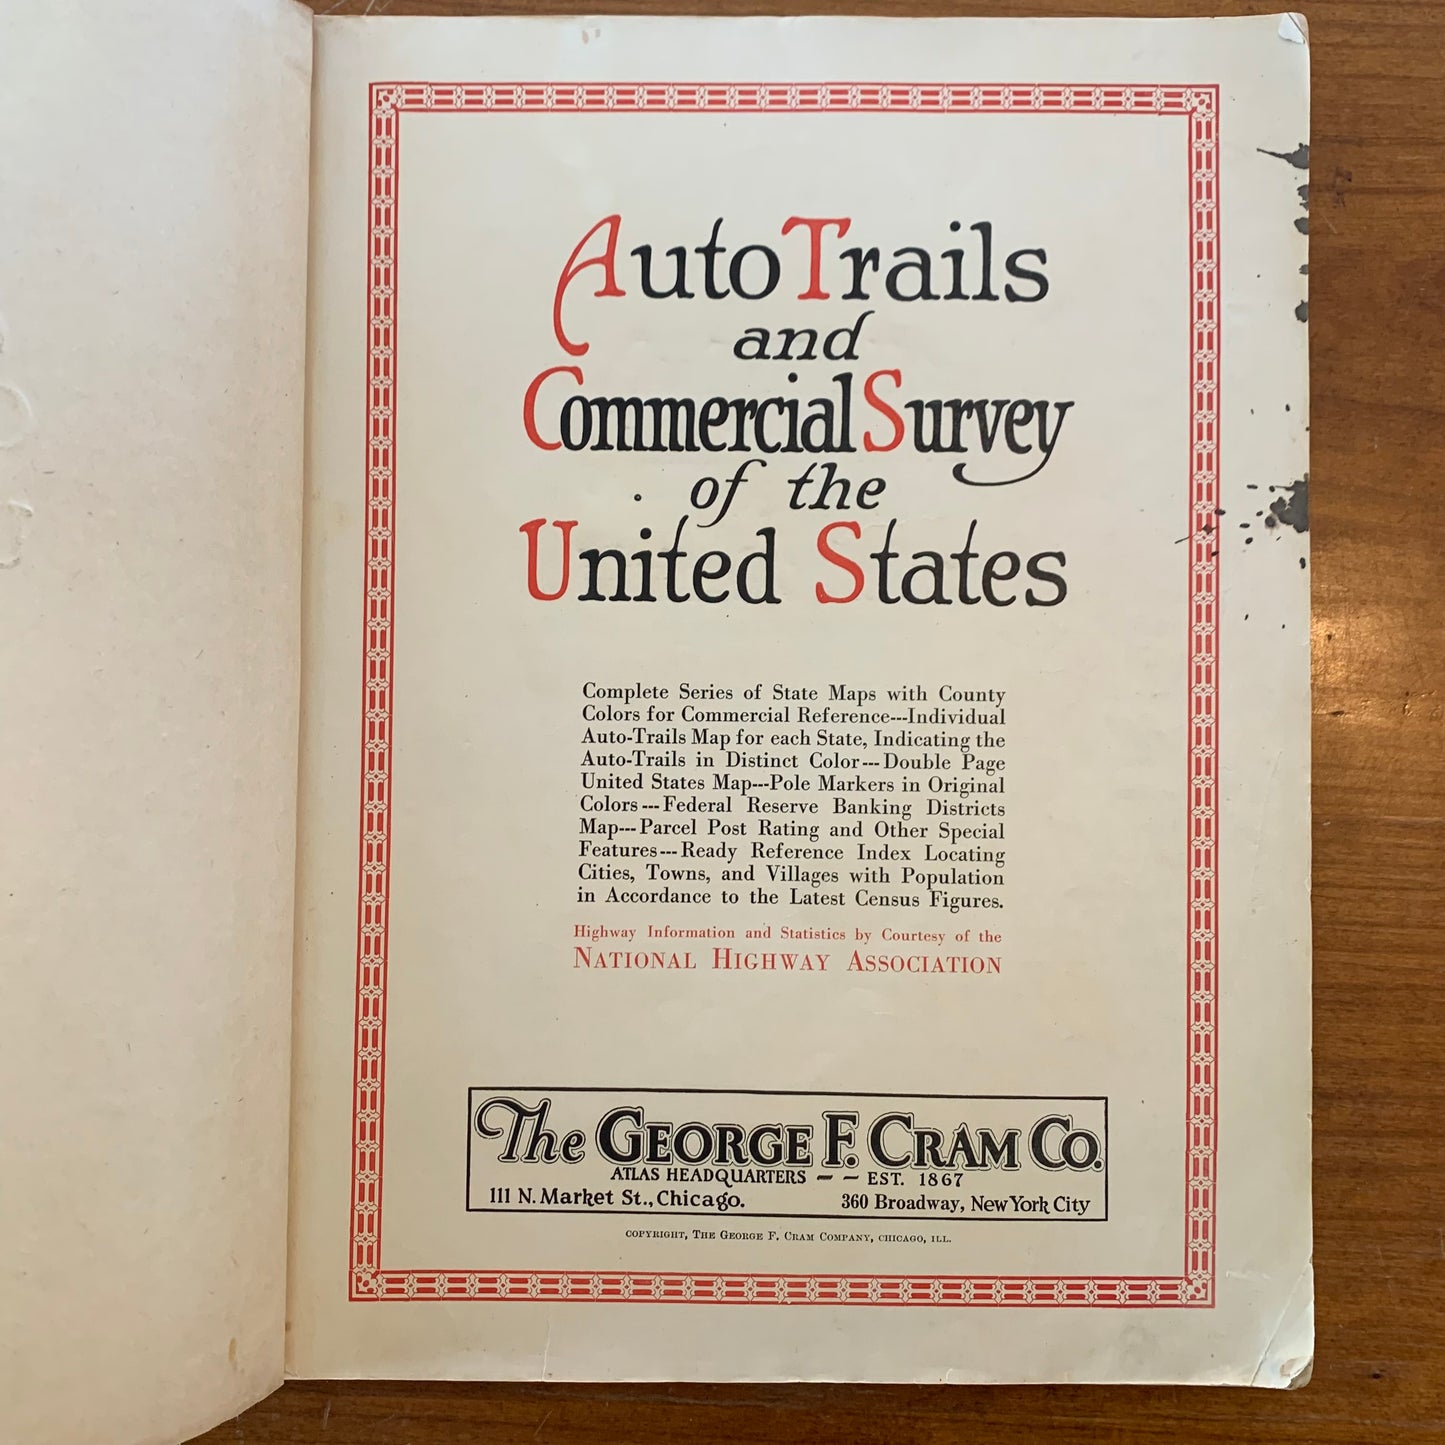 Auto Trails
and
Commercial Survey
of the
United States
Complete Series of State Maps with County
Colors for Commercial Reference---Individual
Auto-Trails Map for each State, Indicating the
Auto-Trails in Distinct Color---Double Page
United States Map---Pole Markers in Original
Colors---Federal Reserve Banking Districts
Map---Parcel Post Rating and Other Special
Features---Ready Reference Index Locating
Cities, Towns, and Villages with Population
in Accordance to the Latest Census Figures.
Highway Information and Statistics by Courtesy of the
NATIONAL HIGHWAY ASSOCIATION
The GEORGE F. CRAM CO.
ATLAS HEADQUARTERS -- EST. 1867
111 N. Market St., Chicago. 360 Broadway, New York City
COPYRIGHT, THE GEORGE F. CRAM COMPANY, CHICAGO, ILL.